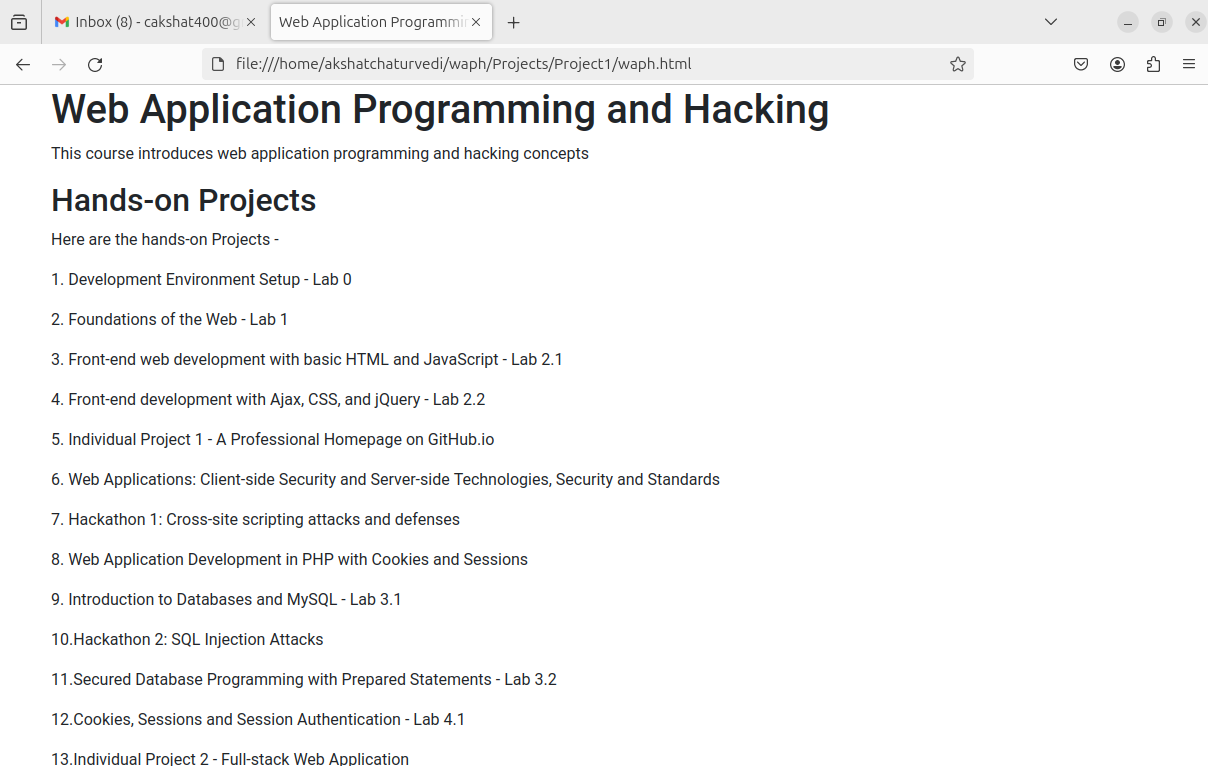 Inbox (8) - cakshat400@g
Web Application Programmin
file:///home/akshatchaturvedi/waph/Projects/Project1/waph.html
Web Application Programming and Hacking
This course introduces web application programming and hacking concepts
Hands-on Projects
Here are the hands-on Projects -
1. Development Environment Setup - Lab 0
2. Foundations of the Web - Lab 1
3. Front-end web development with basic HTML and JavaScript - Lab 2.1
4. Front-end development with Ajax, CSS, and jQuery - Lab 2.2
5. Individual Project 1 - A Professional Homepage on GitHub.io
6. Web Applications: Client-side Security and Server-side Technologies, Security and Standards
7. Hackathon 1: Cross-site scripting attacks and defenses
8. Web Application Development in PHP with Cookies and Sessions
9. Introduction to Databases and MySQL - Lab 3.1
10.Hackathon 2: SQL Injection Attacks
11.Secured Database Programming with Prepared Statements - Lab 3.2
12.Cookies, Sessions and Session Authentication - Lab 4.1
13.Individual Project 2 - Full-stack Web Application